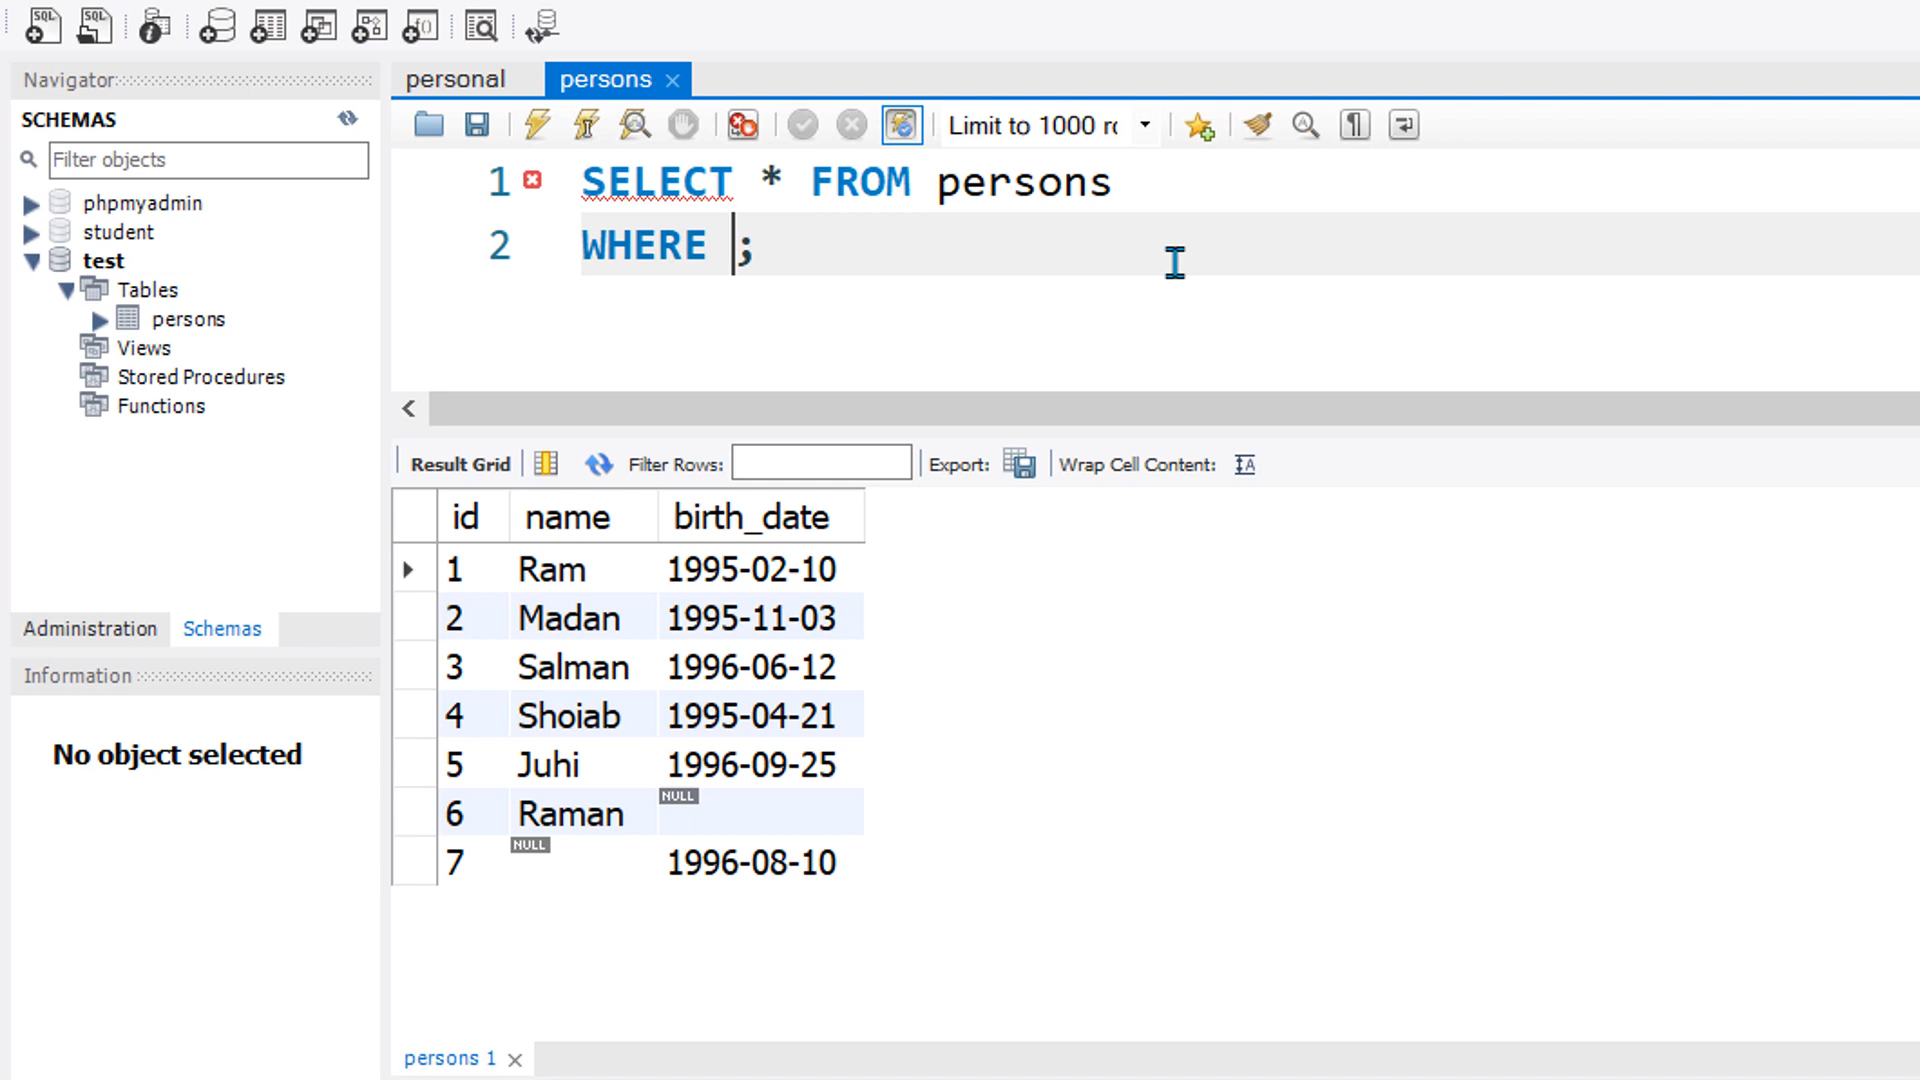 SQL SQL
Navigator
SCHEMAS
Filter objects
phpmyadmin
student
test
Tables
persons
Views
Stored Procedures
Functions
Administration Schemas
Information
No object selected
personal persons
Limit to 1000 rc
1 SELECT * FROM persons
2 WHERE ;
Result Grid Filter Rows: Export: Wrap Cell Content: IA
id name birth_date
1 Ram 1995-02-10
2 Madan 1995-11-03
3 Salman 1996-06-12
4 Shoiab 1995-04-21
5 Juhi 1996-09-25
6 Raman NULL
7 NULL 1996-08-10
persons 1